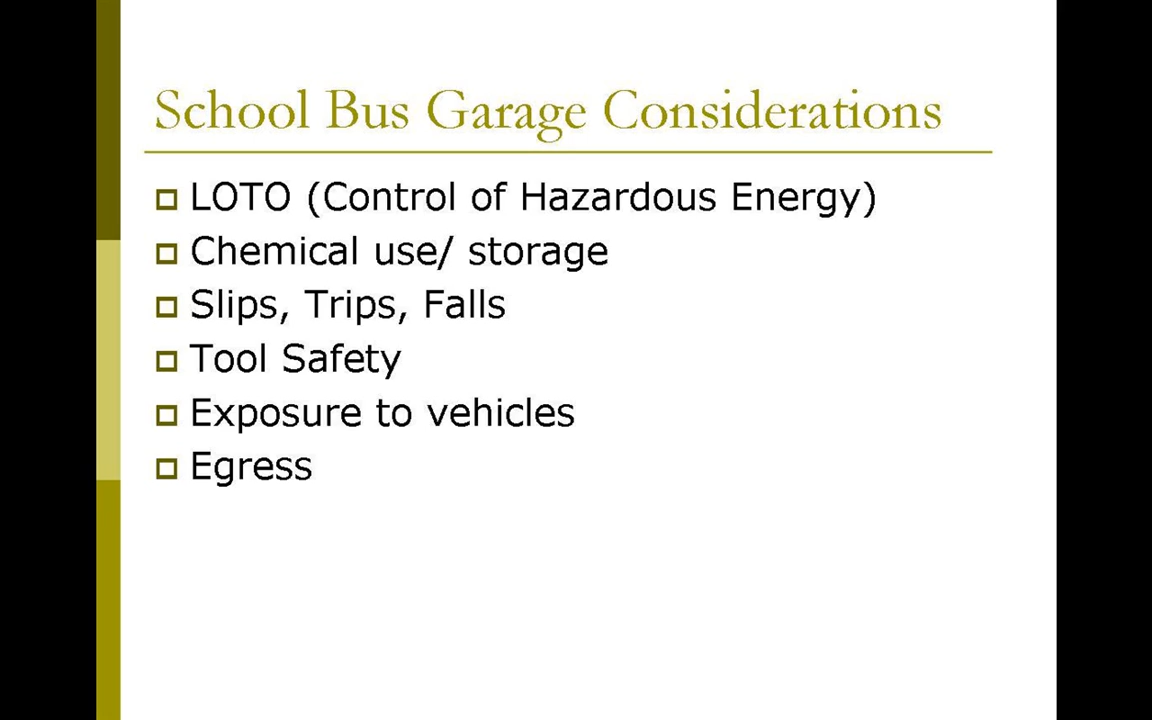 School Bus Garage Considerations
LOTO (Control of Hazardous Energy)
Chemical use/ storage
Slips, Trips, Falls
Tool Safety
Exposure to vehicles
Egress